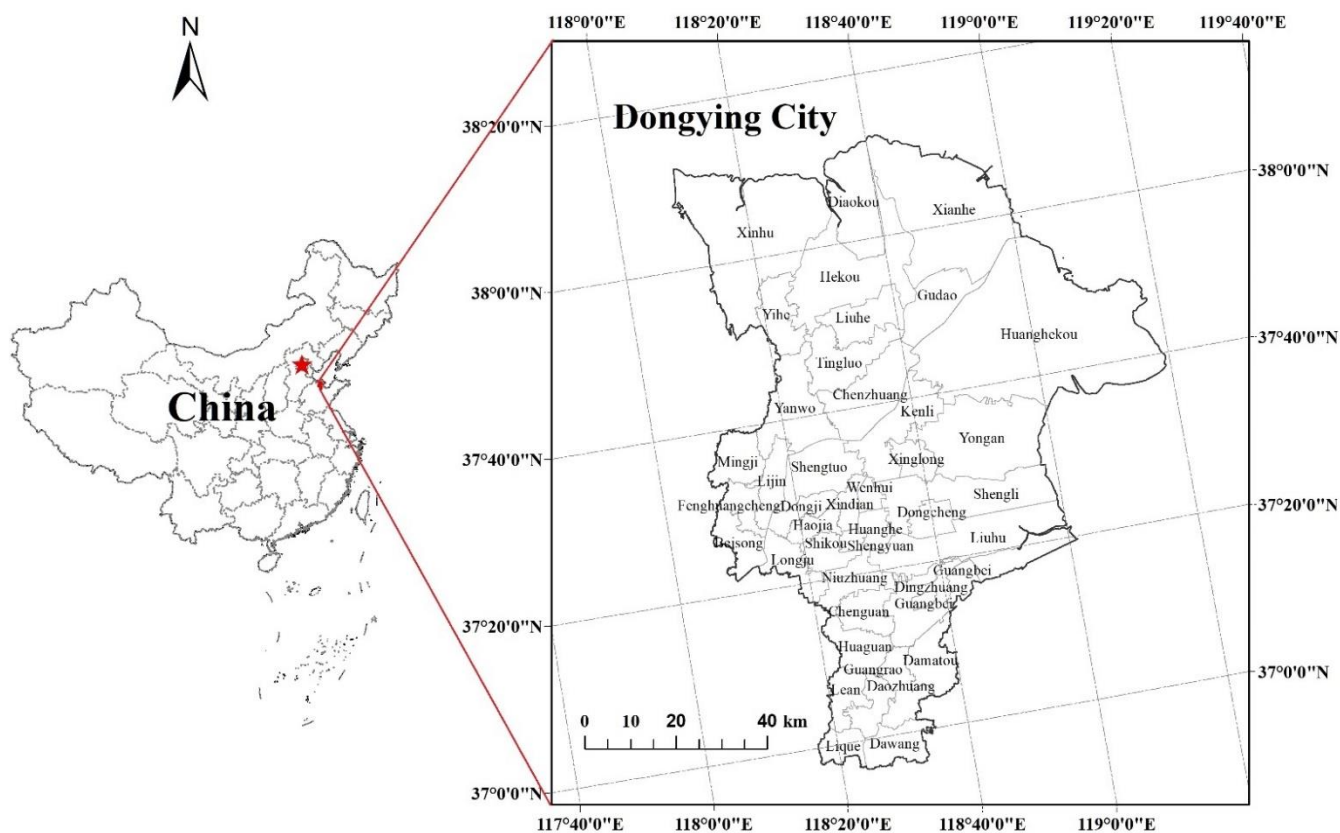 N
China
118°0'0"E 118°20'0"E 118°40'0"E 119°0'0"E 119°20'0"E 119°40'0"E
Dongying City
38°20'0"N
38°0'0"N
37°40'0"N
37°20'0"N
37°0'0"N
38°0'0"N
37°40'0"N
37°20'0"N
37°0'0"N
Diaokou
Xianhe
Xinhu
Hekou
Gudao
Yihe
Liuhe
Huanghekou
Tingluo
Chenzhuang
Yanwo
Kenli
Yongan
Mingji
Shengtuo
Xinglong
Lijin
Wenhui
Shengli
Fenghuangcheng
Dongji
Xindian
Dongcheng
Haojia
Huanghe
Liuhu
Beisong
Shikou
Shengyuan
Longju
Guangbei
Niuzhuang
Dingzhuang
Guangbei
Chenguan
Huaguan
Damatou
Guangrao
Lean
Daozhuang
Lique
Dawang
0 10 20 40 km
117°40'0"E 118°0'0"E 118°20'0"E 118°40'0"E 119°0'0"E